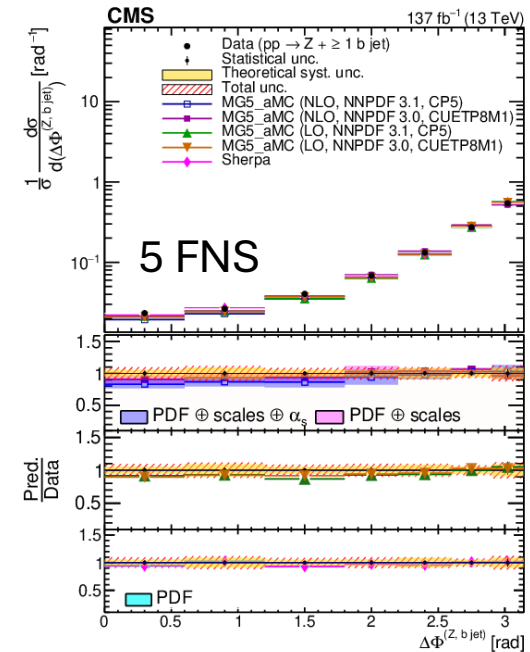 CMS 137 fb⁻¹ (13 TeV)
1/σ dσ/d(ΔΦ^(Z, b jet)) [rad⁻¹]
Data (pp → Z + ≥ 1 b jet)
Statistical unc.
Theoretical syst. unc.
Total unc.
MG5_aMC (NLO, NNPDF 3.1, CP5)
MG5_aMC (NLO, NNPDF 3.0, CUETP8M1)
MG5_aMC (LO, NNPDF 3.1, CP5)
MG5_aMC (LO, NNPDF 3.0, CUETP8M1)
Sherpa
10
1
10⁻¹
5 FNS
1.5
1
0.5
PDF ⊕ scales ⊕ αₛ PDF ⊕ scales
Pred.
Data
1.5
1
0.5
1.5
1
0.5
PDF
0 0.5 1 1.5 2 2.5 3
ΔΦ^(Z, b jet) [rad]